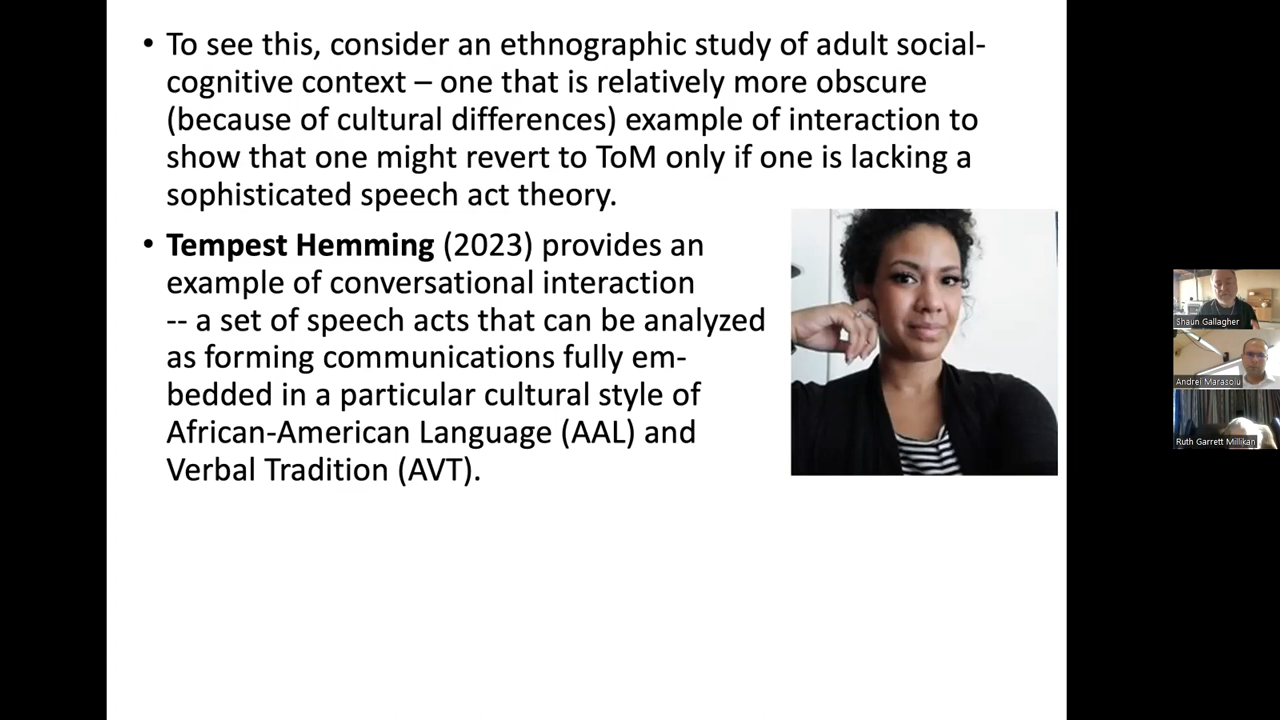 • To see this, consider an ethnographic study of adult social-
cognitive context – one that is relatively more obscure
(because of cultural differences) example of interaction to
show that one might revert to ToM only if one is lacking a
sophisticated speech act theory.
• Tempest Hemming (2023) provides an
example of conversational interaction
-- a set of speech acts that can be analyzed
as forming communications fully em-
bedded in a particular cultural style of
African-American Language (AAL) and
Verbal Tradition (AVT).
Shaun Gallagher
Andrei Marasoiu
Ruth Garrett Millikan